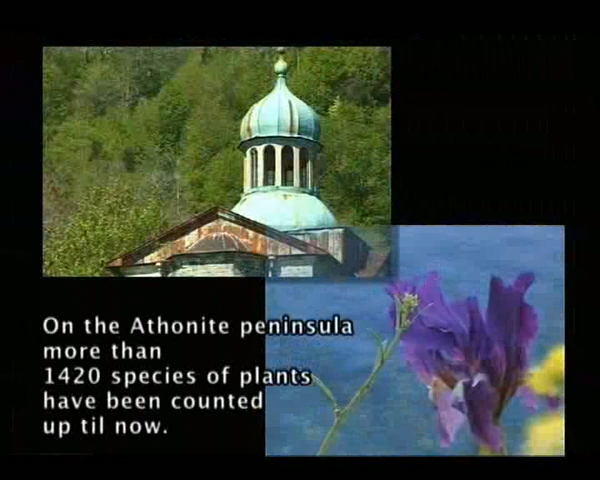 On the Athonite peninsula
more than
1420 species of plants
have been counted
up til now.